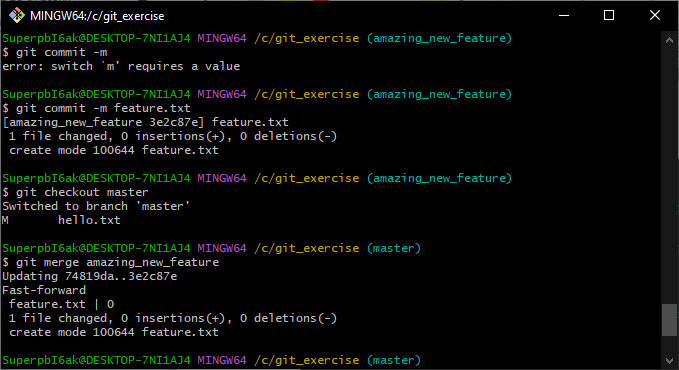 MINGW64:/c/git_exercise
SuperpbI6ak@DESKTOP-7NI1AJ4 MINGW64 /c/git_exercise (amazing_new_feature)
$ git commit -m
error: switch `m' requires a value
SuperpbI6ak@DESKTOP-7NI1AJ4 MINGW64 /c/git_exercise (amazing_new_feature)
$ git commit -m feature.txt
[amazing_new_feature 3e2c87e] feature.txt
 1 file changed, 0 insertions(+), 0 deletions(-)
 create mode 100644 feature.txt
SuperpbI6ak@DESKTOP-7NI1AJ4 MINGW64 /c/git_exercise (amazing_new_feature)
$ git checkout master
Switched to branch 'master'
M       hello.txt
SuperpbI6ak@DESKTOP-7NI1AJ4 MINGW64 /c/git_exercise (master)
$ git merge amazing_new_feature
Updating 74819da..3e2c87e
Fast-forward
 feature.txt | 0
 1 file changed, 0 insertions(+), 0 deletions(-)
 create mode 100644 feature.txt
SuperpbI6ak@DESKTOP-7NI1AJ4 MINGW64 /c/git_exercise (master)